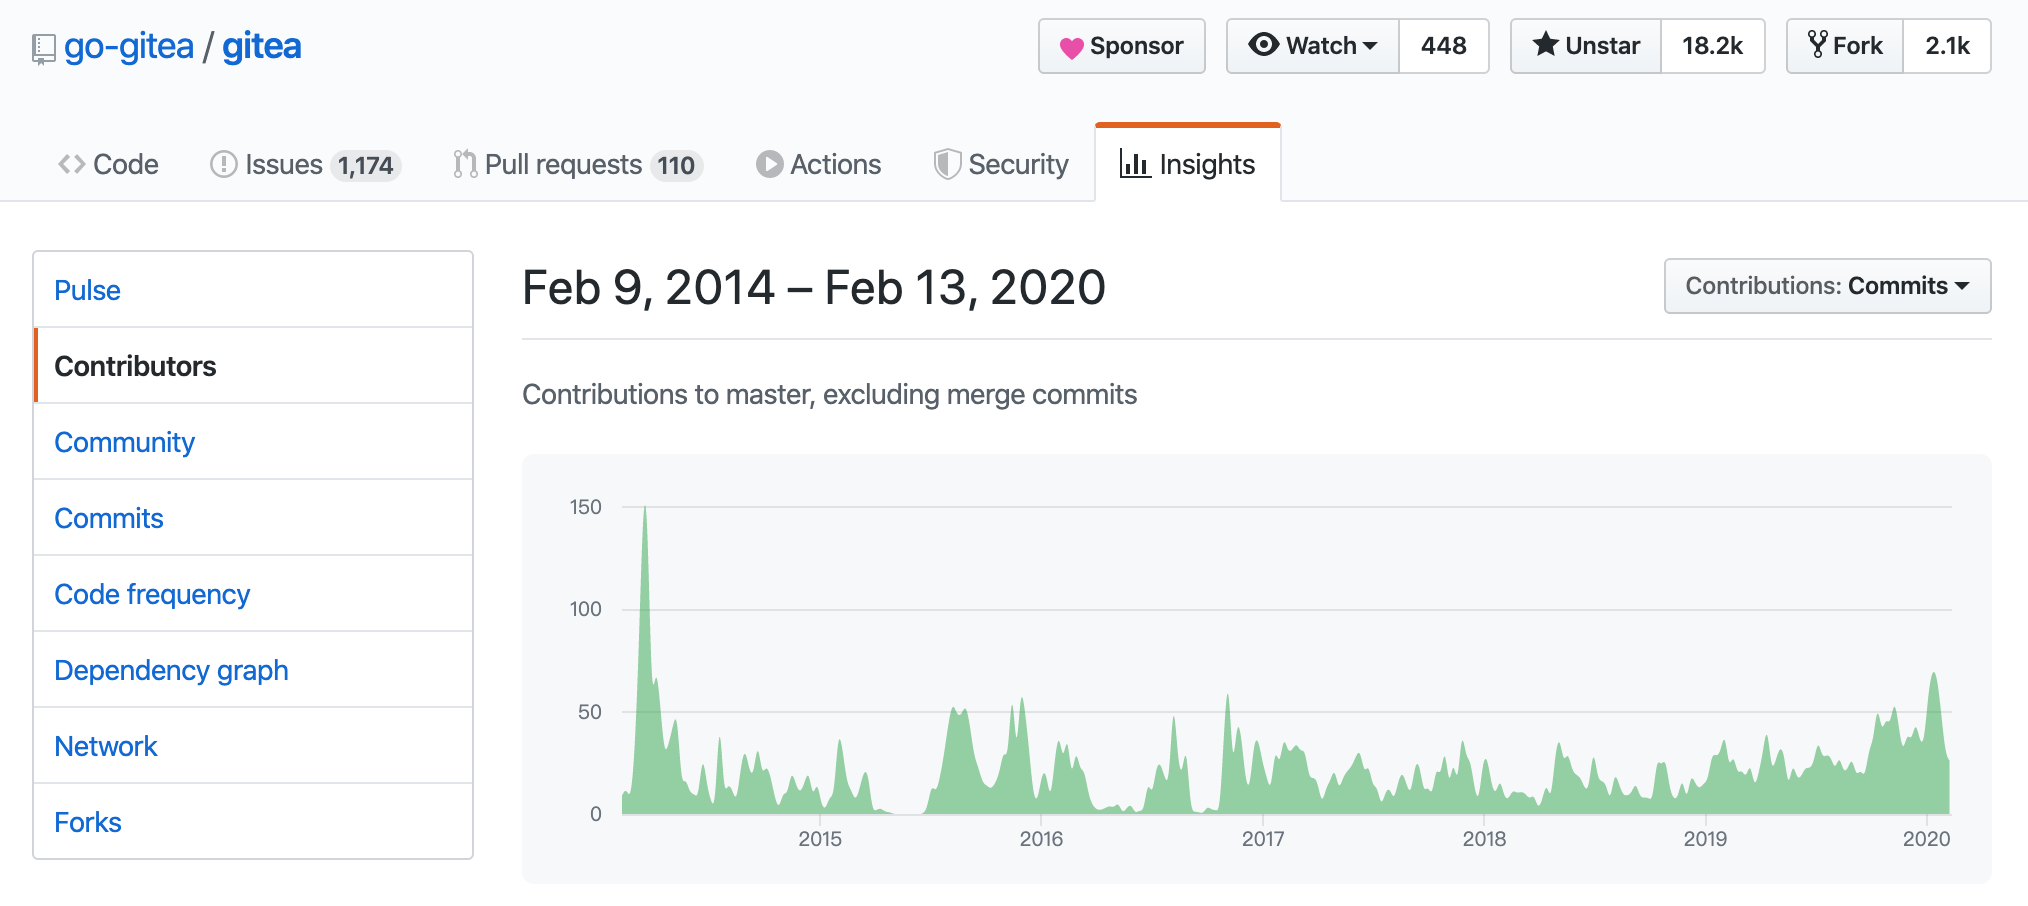 go-gitea / gitea
Sponsor Watch 448 Unstar 18.2k Fork 2.1k
Code Issues 1,174 Pull requests 110 Actions Security Insights
Pulse
Contributors
Community
Commits
Code frequency
Dependency graph
Network
Forks
Feb 9, 2014 – Feb 13, 2020
Contributions: Commits
Contributions to master, excluding merge commits
150
100
50
0
2015 2016 2017 2018 2019 2020